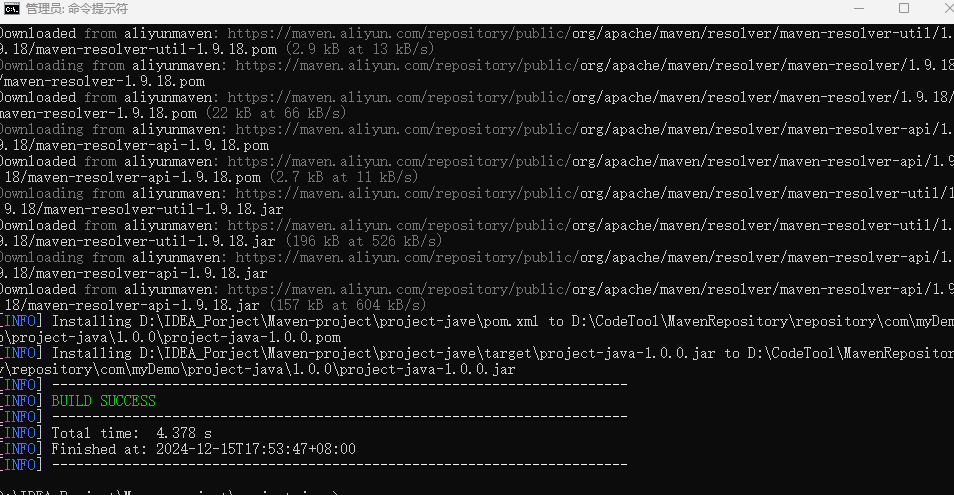 管理员: 命令提示符
Downloaded from aliyunmaven: https://maven.aliyun.com/repository/public/org/apache/maven/resolver/maven-resolver-util/1.
9.18/maven-resolver-util-1.9.18.pom (2.9 kB at 13 kB/s)
Downloading from aliyunmaven: https://maven.aliyun.com/repository/public/org/apache/maven/resolver/maven-resolver/1.9.18
/maven-resolver-1.9.18.pom
Downloaded from aliyunmaven: https://maven.aliyun.com/repository/public/org/apache/maven/resolver/maven-resolver/1.9.18/
maven-resolver-1.9.18.pom (22 kB at 66 kB/s)
Downloading from aliyunmaven: https://maven.aliyun.com/repository/public/org/apache/maven/resolver/maven-resolver-api/1.
9.18/maven-resolver-api-1.9.18.pom
Downloaded from aliyunmaven: https://maven.aliyun.com/repository/public/org/apache/maven/resolver/maven-resolver-api/1.9
.18/maven-resolver-api-1.9.18.pom (2.7 kB at 11 kB/s)
Downloading from aliyunmaven: https://maven.aliyun.com/repository/public/org/apache/maven/resolver/maven-resolver-util/1
.9.18/maven-resolver-util-1.9.18.jar
Downloaded from aliyunmaven: https://maven.aliyun.com/repository/public/org/apache/maven/resolver/maven-resolver-util/1.
9.18/maven-resolver-util-1.9.18.jar (196 kB at 526 kB/s)
Downloading from aliyunmaven: https://maven.aliyun.com/repository/public/org/apache/maven/resolver/maven-resolver-api/1.
9.18/maven-resolver-api-1.9.18.jar
Downloaded from aliyunmaven: https://maven.aliyun.com/repository/public/org/apache/maven/resolver/maven-resolver-api/1.9
.18/maven-resolver-api-1.9.18.jar (157 kB at 604 kB/s)
[INFO] Installing D:\IDEA_Porject\Maven-project\project-jave\pom.xml to D:\CodeTool\MavenRepository\repository\com\myDem
o\project-java\1.0.0\project-java-1.0.0.pom
[INFO] Installing D:\IDEA_Porject\Maven-project\project-jave\target\project-java-1.0.0.jar to D:\CodeTool\MavenRepositor
y\repository\com\myDemo\project-java\1.0.0\project-java-1.0.0.jar
[INFO] ------------------------------------------------------------------------
[INFO] BUILD SUCCESS
[INFO] ------------------------------------------------------------------------
[INFO] Total time:  4.378 s
[INFO] Finished at: 2024-12-15T17:53:47+08:00
[INFO] ------------------------------------------------------------------------